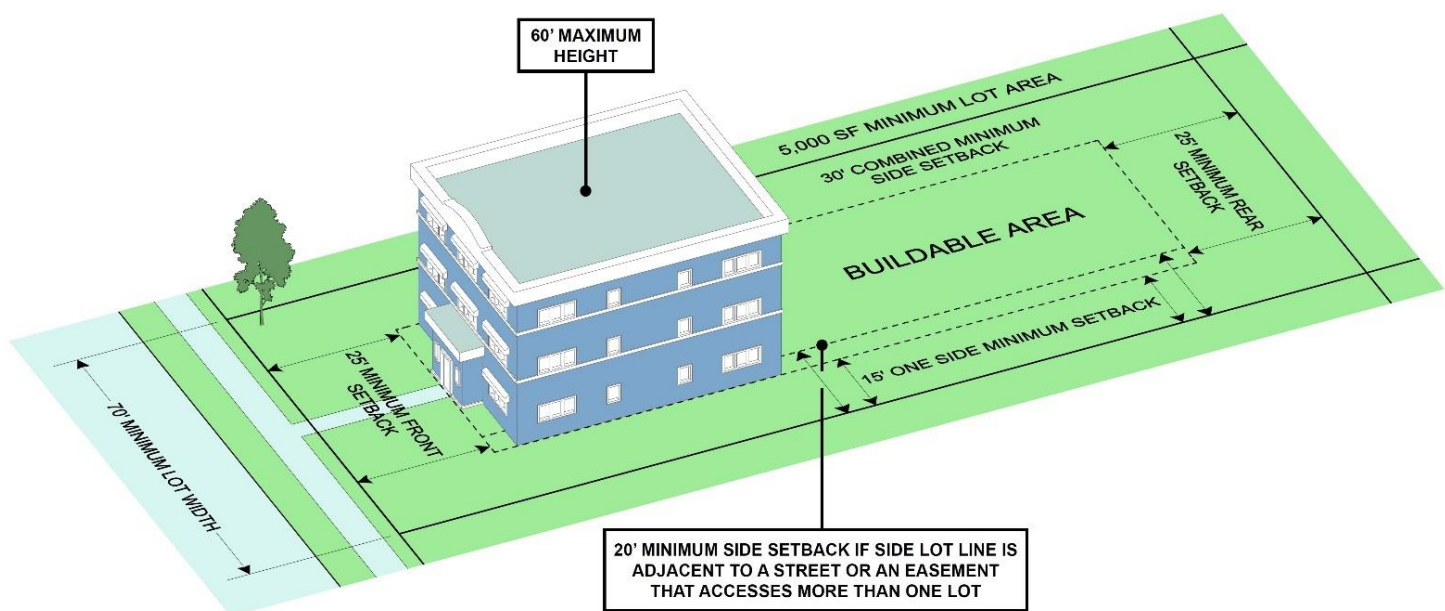 60' MAXIMUM
HEIGHT
5,000 SF MINIMUM LOT AREA
30' COMBINED MINIMUM
SIDE SETBACK
25' MINIMUM REAR
SETBACK
BUILDABLE AREA
15' ONE SIDE MINIMUM SETBACK
25' MINIMUM FRONT
SETBACK
70' MINIMUM LOT WIDTH
20' MINIMUM SIDE SETBACK IF SIDE LOT LINE IS
ADJACENT TO A STREET OR AN EASEMENT
THAT ACCESSES MORE THAN ONE LOT